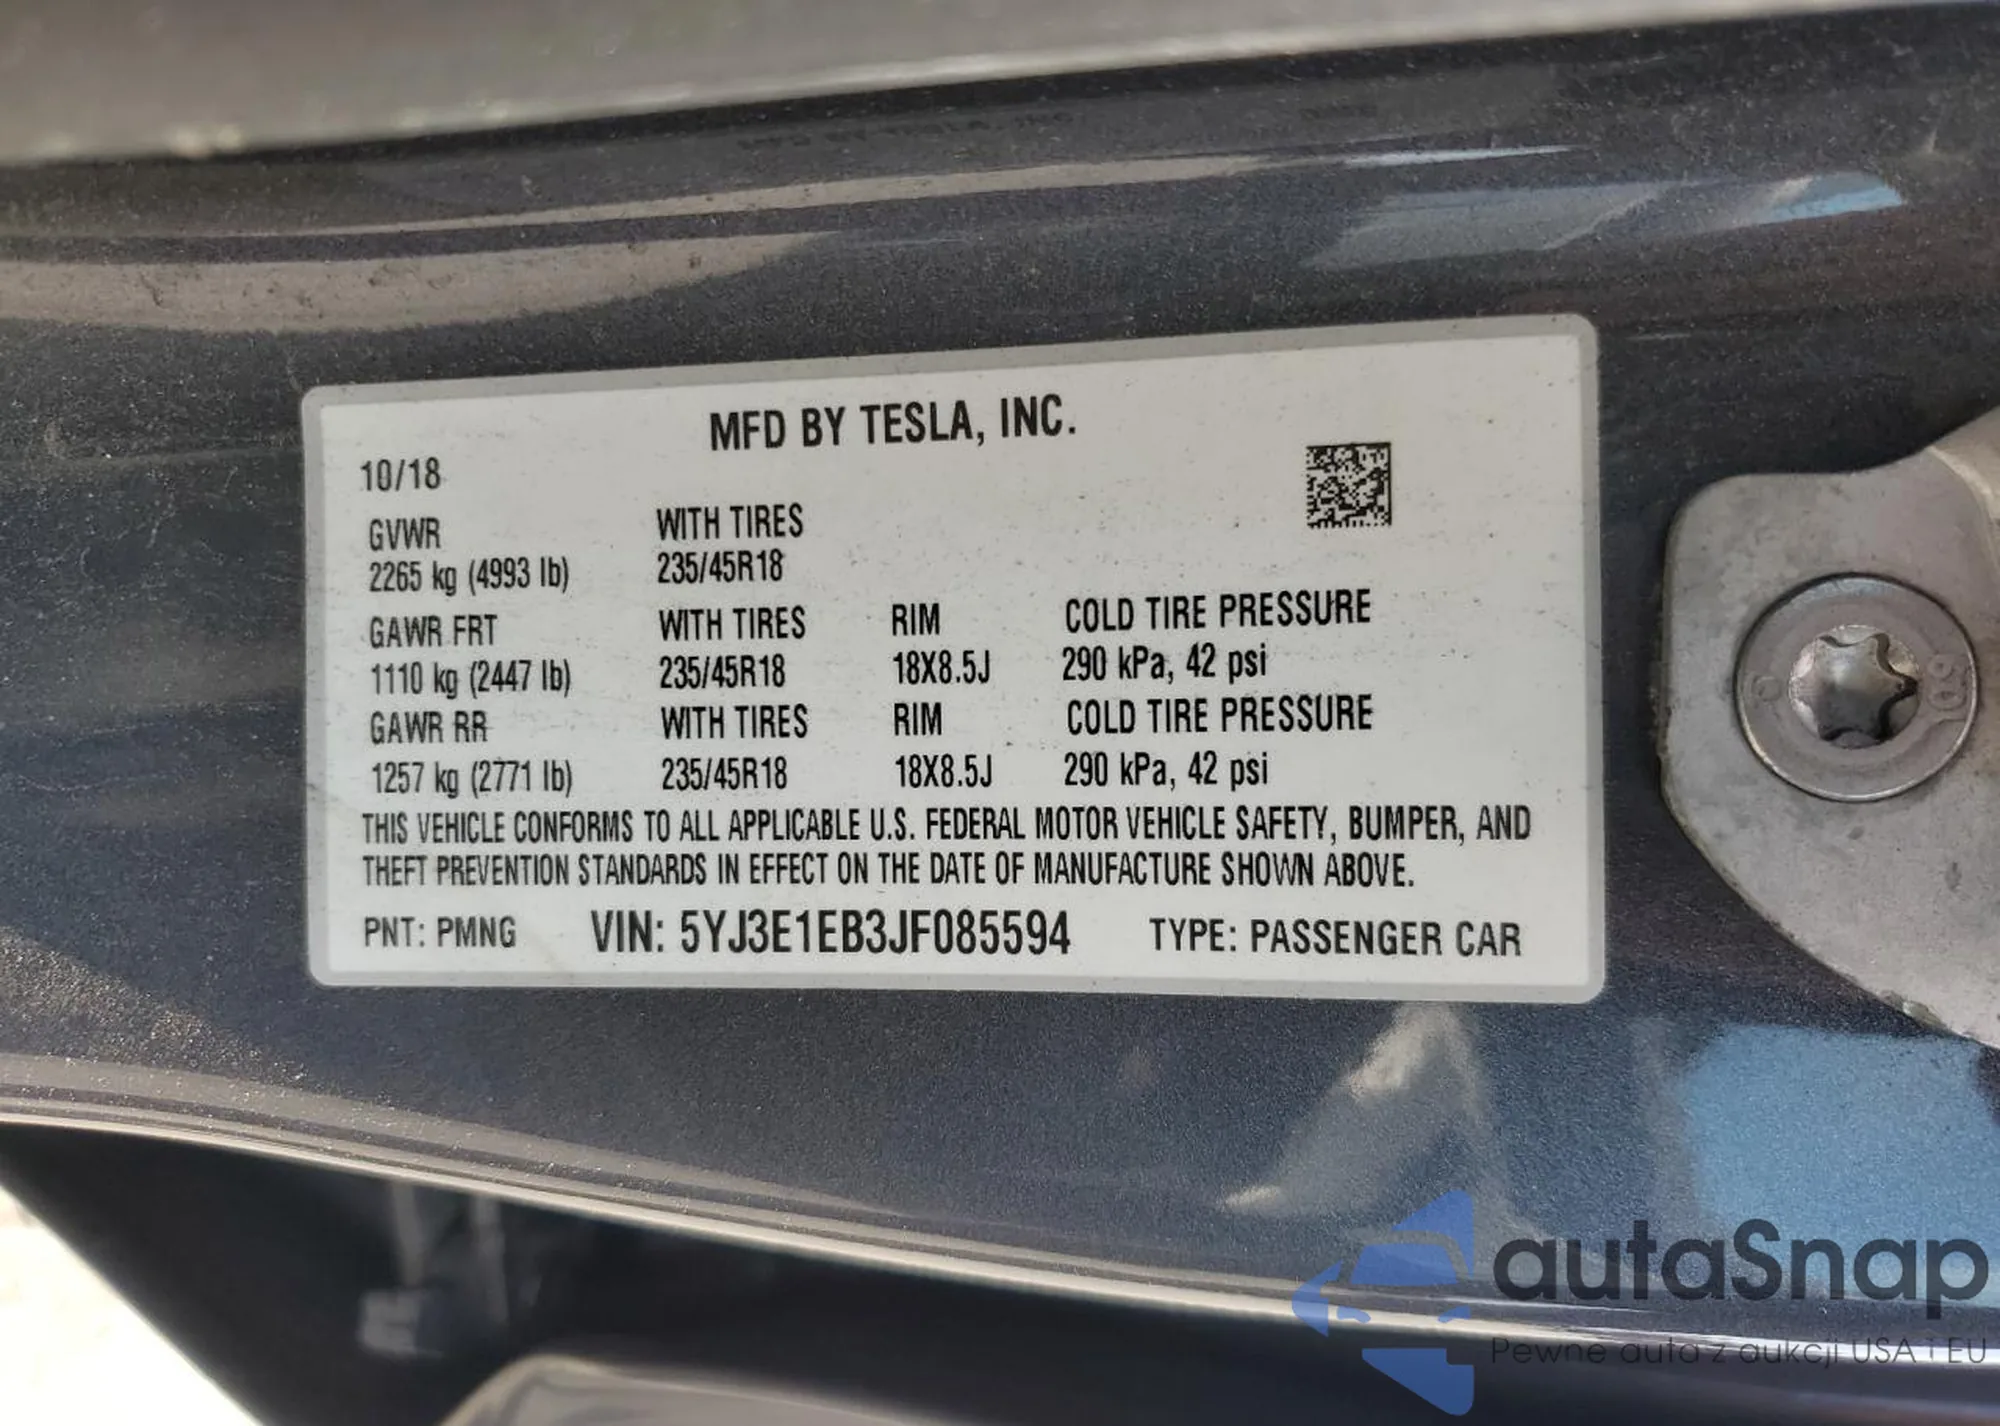 MFD BY TESLA, INC.
10/18
GVWR WITH TIRES
2265 kg (4993 lb) 235/45R18
GAWR FRT WITH TIRES RIM COLD TIRE PRESSURE
1110 kg (2447 lb) 235/45R18 18X8.5J 290 kPa, 42 psi
GAWR RR WITH TIRES RIM COLD TIRE PRESSURE
1257 kg (2771 lb) 235/45R18 18X8.5J 290 kPa, 42 psi
THIS VEHICLE CONFORMS TO ALL APPLICABLE U.S. FEDERAL MOTOR VEHICLE SAFETY, BUMPER, AND
THEFT PREVENTION STANDARDS IN EFFECT ON THE DATE OF MANUFACTURE SHOWN ABOVE.
PNT: PMNG VIN: 5YJ3E1EB3JF085594 TYPE: PASSENGER CAR
autaSnap
Pewne auta z aukcji USA i EU